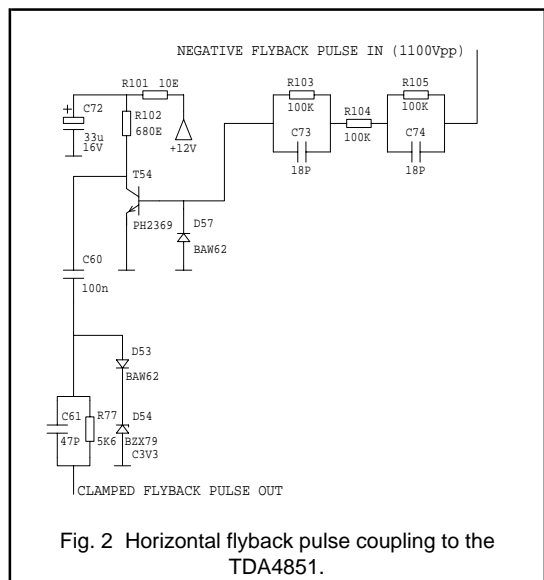 NEGATIVE FLYBACK PULSE IN (1100Vpp)
R101 10E
R103
100K
R105
100K
C72
+
33u
16V
R102
680E
+12V
R104
100K
C73
18P
C74
18P
T54
PH2369
D57
BAW62
C60
100n
D53
BAW62
C61
47P
R77
5K6
D54
BZX79
C3V3
CLAMPED FLYBACK PULSE OUT
Fig. 2 Horizontal flyback pulse coupling to the
TDA4851.